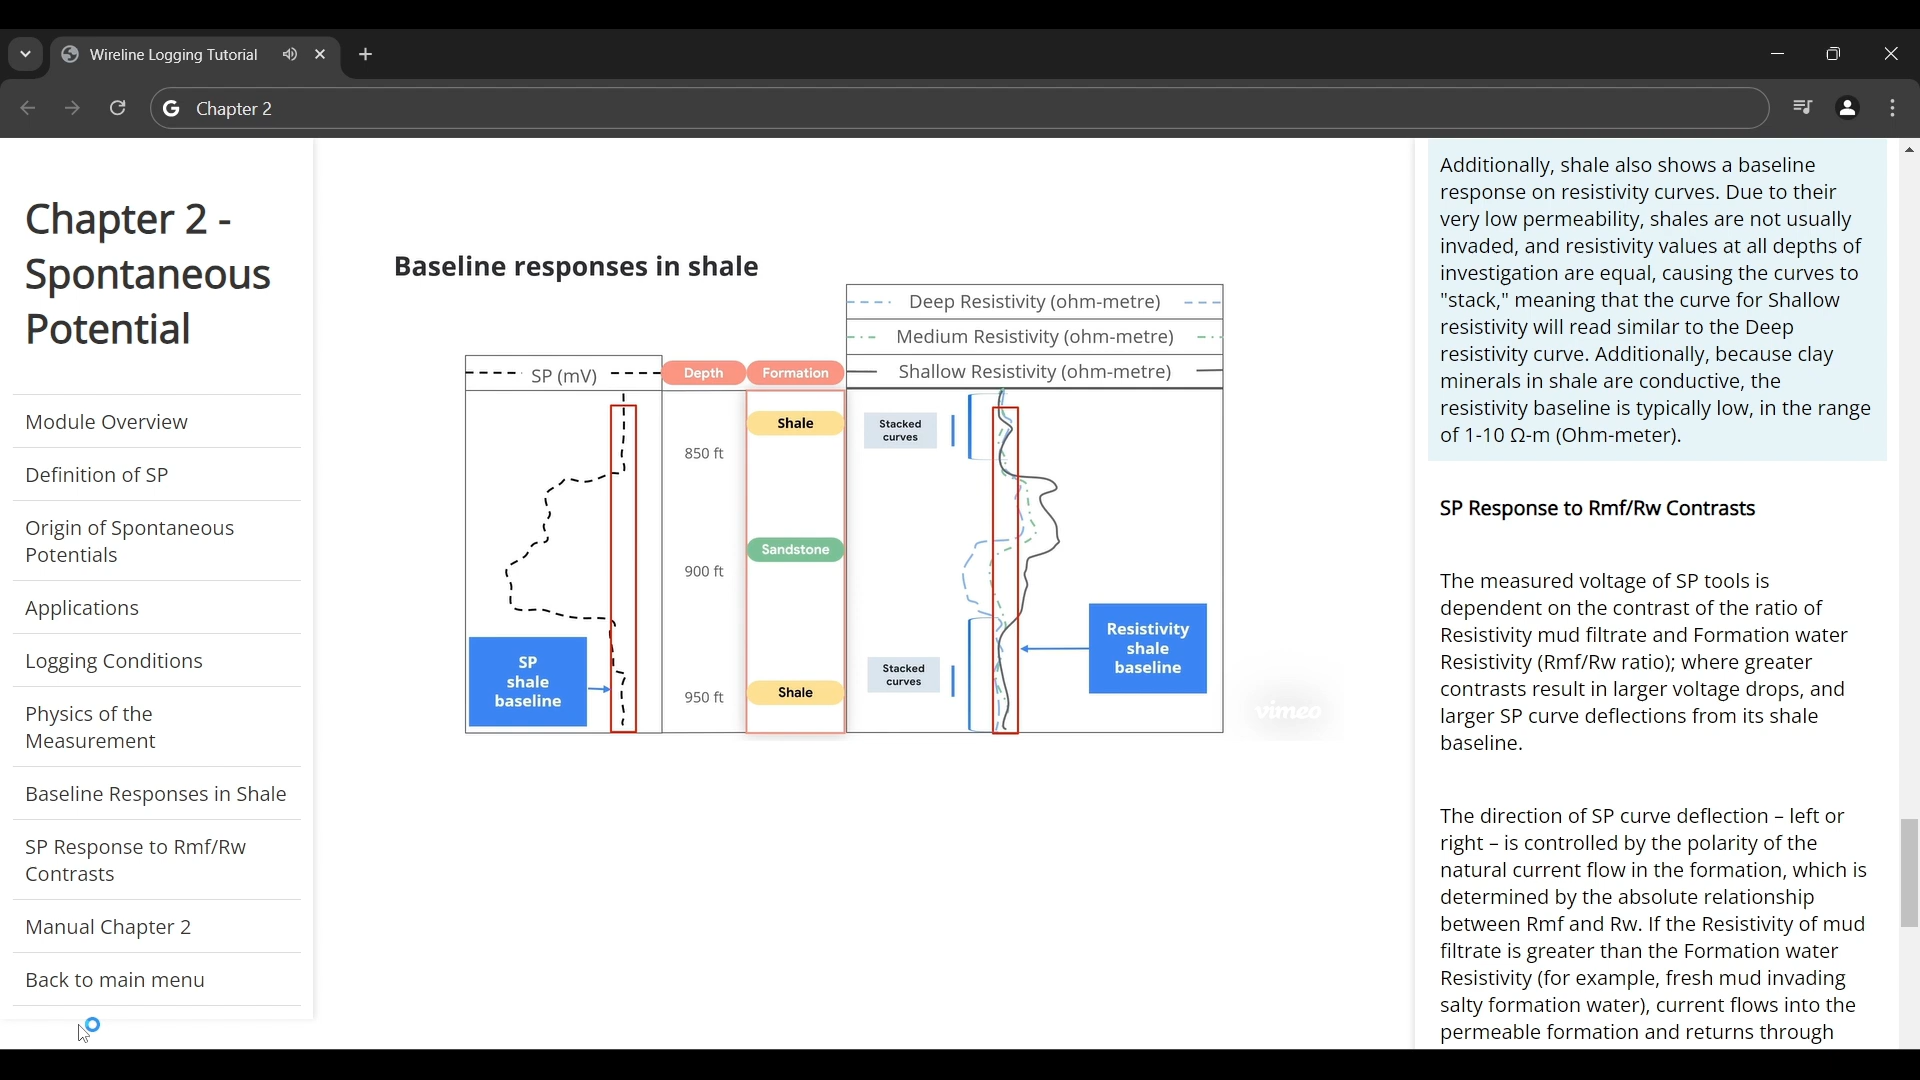 Wireline Logging Tutorial
Chapter 2
Chapter 2 -
Spontaneous
Potential
Module Overview
Definition of SP
Origin of Spontaneous
Potentials
Applications
Logging Conditions
Physics of the
Measurement
Baseline Responses in Shale
SP Response to Rmf/Rw
Contrasts
Manual Chapter 2
Back to main menu
Baseline responses in shale
Deep Resistivity (ohm-metre)
Medium Resistivity (ohm-metre)
Shallow Resistivity (ohm-metre)
SP (mV)
Depth
Formation
Shale
Stacked
curves
850 ft
Sandstone
900 ft
Resistivity
shale
baseline
SP
shale
baseline
Stacked
curves
Shale
950 ft
vimeo
Additionally, shale also shows a baseline
response on resistivity curves. Due to their
very low permeability, shales are not usually
invaded, and resistivity values at all depths of
investigation are equal, causing the curves to
"stack," meaning that the curve for Shallow
resistivity will read similar to the Deep
resistivity curve. Additionally, because clay
minerals in shale are conductive, the
resistivity baseline is typically low, in the range
of 1-10 Ω-m (Ohm-meter).
SP Response to Rmf/Rw Contrasts
The measured voltage of SP tools is
dependent on the contrast of the ratio of
Resistivity mud filtrate and Formation water
Resistivity (Rmf/Rw ratio); where greater
contrasts result in larger voltage drops, and
larger SP curve deflections from its shale
baseline.
The direction of SP curve deflection – left or
right – is controlled by the polarity of the
natural current flow in the formation, which is
determined by the absolute relationship
between Rmf and Rw. If the Resistivity of mud
filtrate is greater than the Formation water
Resistivity (for example, fresh mud invading
salty formation water), current flows into the
permeable formation and returns through